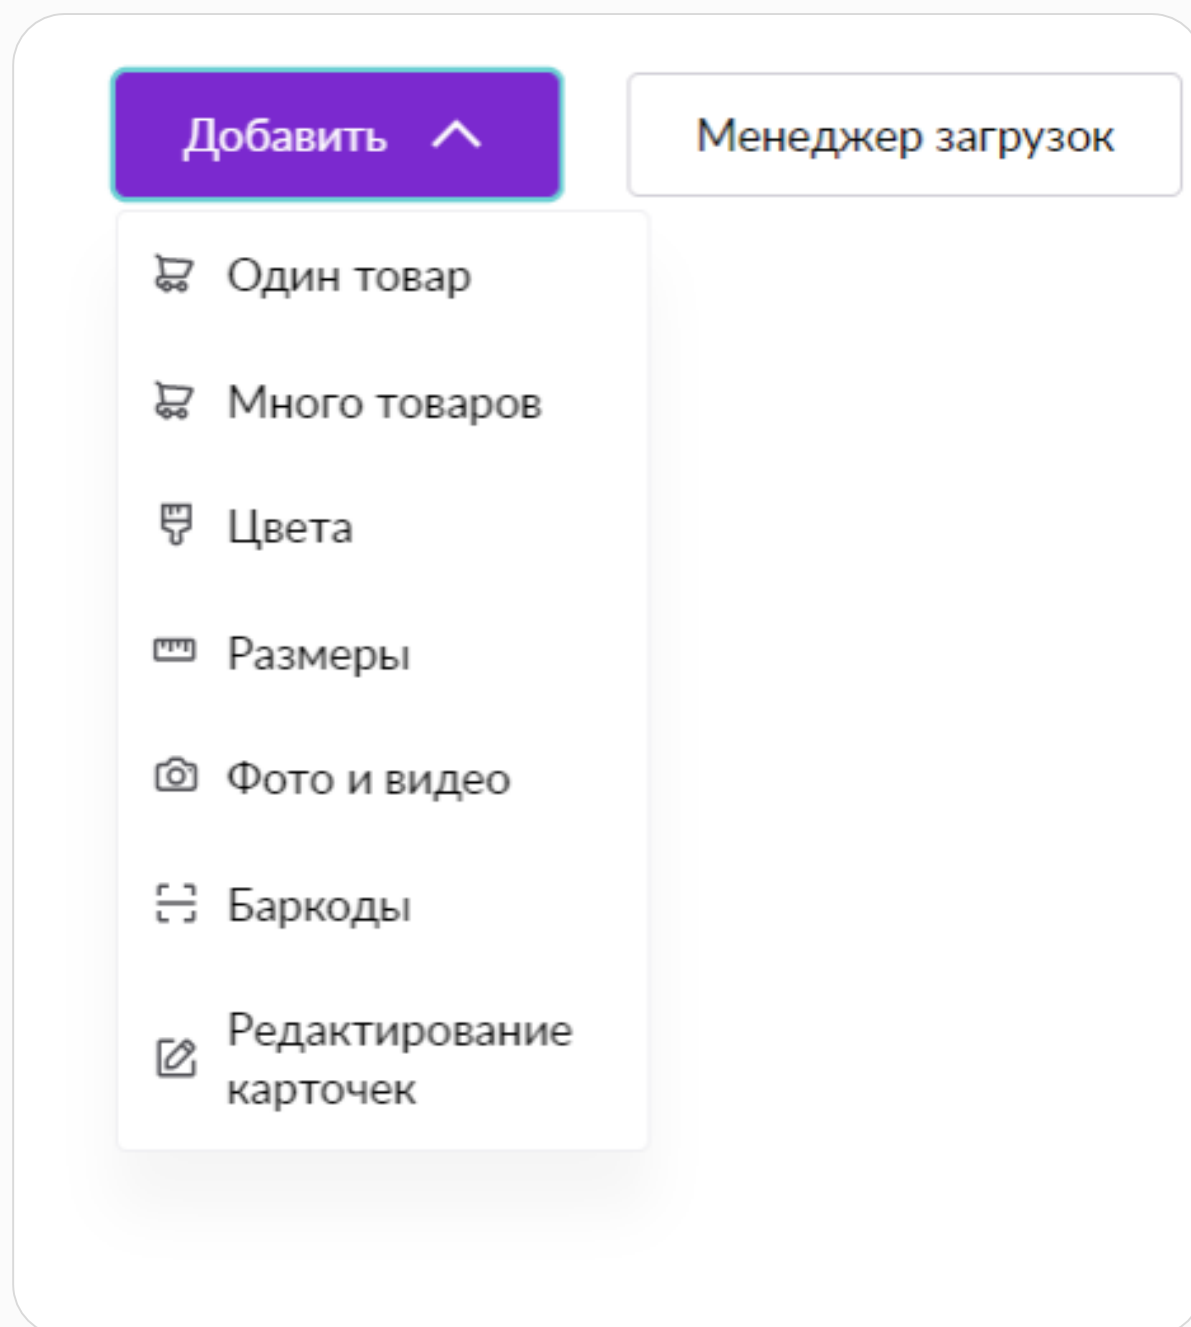 Добавить
Менеджер загрузок
Один товар
Много товаров
Цвета
Размеры
Фото и видео
Баркоды
Редактирование
карточек